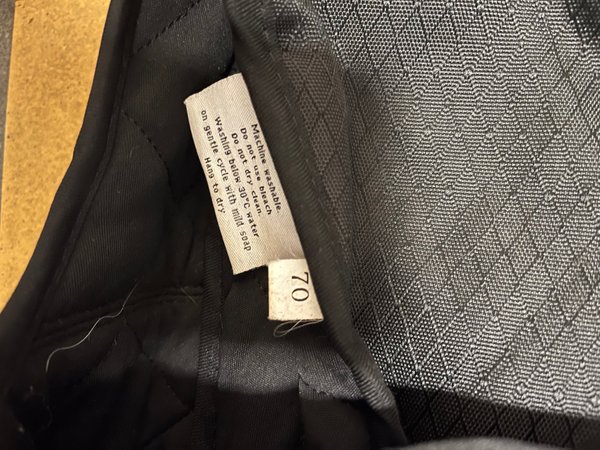 Machine washable
Do not use bleach
Do not dry clean.
Washing below 30°C water
on gentle cycle with mild soap
Hang to dry
70